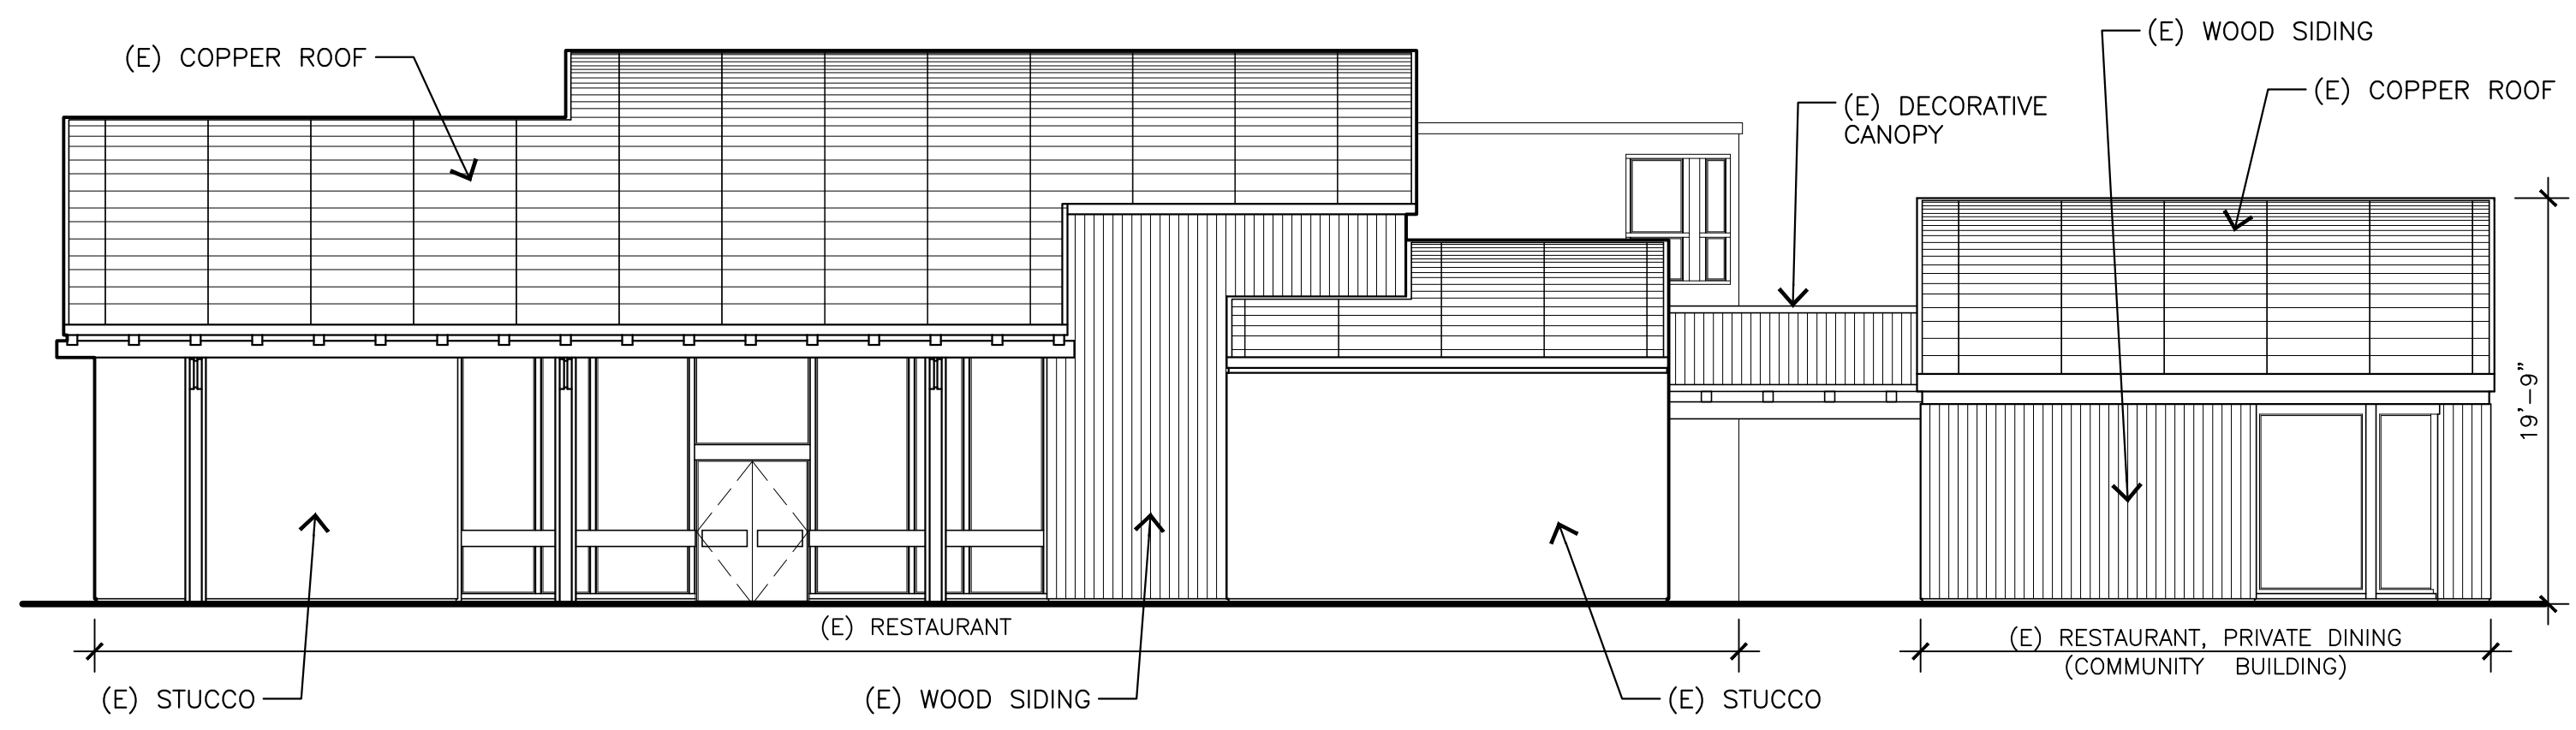 (E) WOOD SIDING
(E) COPPER ROOF
(E) COPPER ROOF
(E) DECORATIVE
CANOPY
19'-9"
(E) RESTAURANT
(E) RESTAURANT, PRIVATE DINING
(COMMUNITY BUILDING)
(E) STUCCO
(E) WOOD SIDING
(E) STUCCO